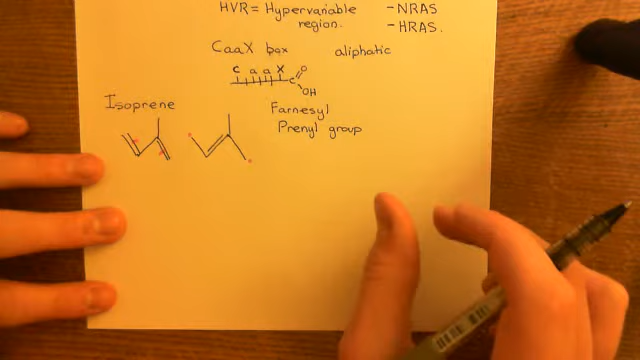 HVR = Hypervariable
region.
- NRAS
- HRAS.
CaaX box
aliphatic
C a a X
C
O
OH
Isoprene
Farnesyl
Prenyl group